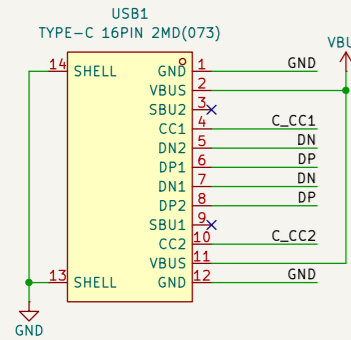 USB1
TYPE-C 16PIN 2MD(073)
VBU
14 SHELL GND 1 GND
VBUS 2
SBU2 3
CC1 4 C_CC1
DN2 5 DN
DP1 6 DP
DN1 7 DN
DP2 8 DP
SBU1 9
CC2 10 C_CC2
VBUS 11
13 SHELL GND 12 GND
GND